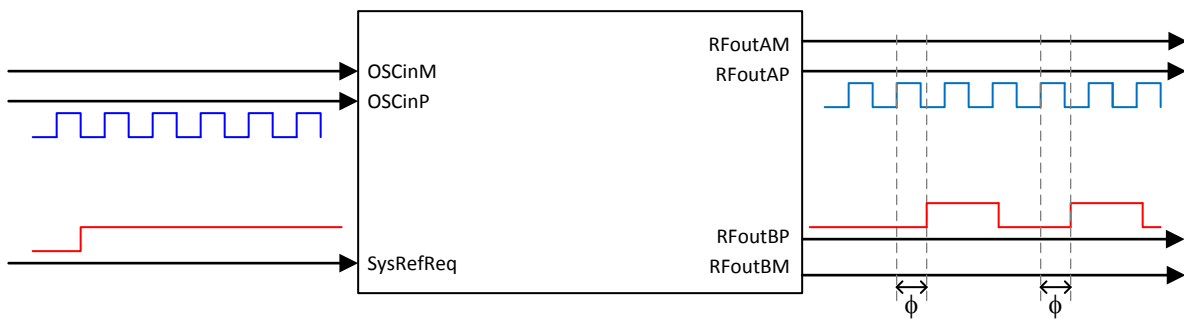 RFoutAM
OSCinM
RFoutAP
OSCinP
RFoutBP
SysRefReq
RFoutBM
ϕ ϕ